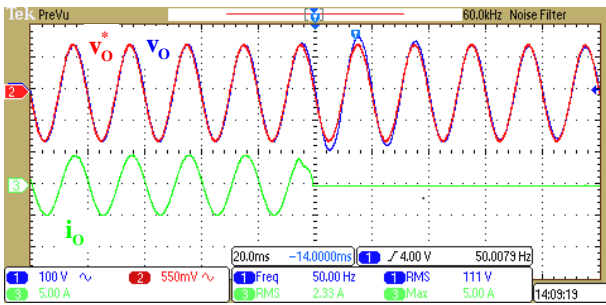 Tek PreVu 60.0kHz Noise Filter
v*O vO
2
3
iO
20.0ms -14.0000ms 1 4.00 V 50.0079 Hz
1 100 V 2 550mV 1 Freq 50.00 Hz 1 RMS 111 V
3 5.00 A 3 RMS 2.33 A 3 Max 5.00 A 14:09:19